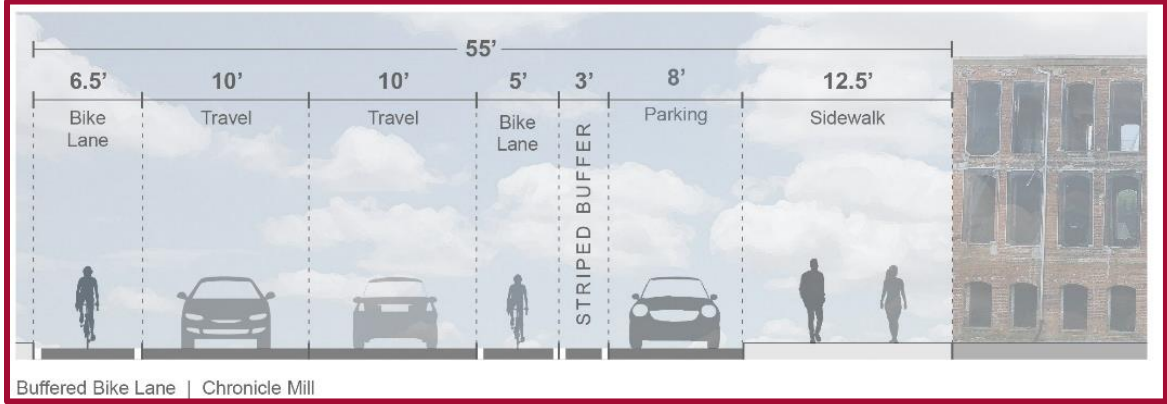 55’
6.5’ 10’ 10’ 5’ 3’ 8’ 12.5’
Bike Lane
Travel
Travel
Bike Lane
STRIPED BUFFER
Parking
Sidewalk
Buffered Bike Lane | Chronicle Mill